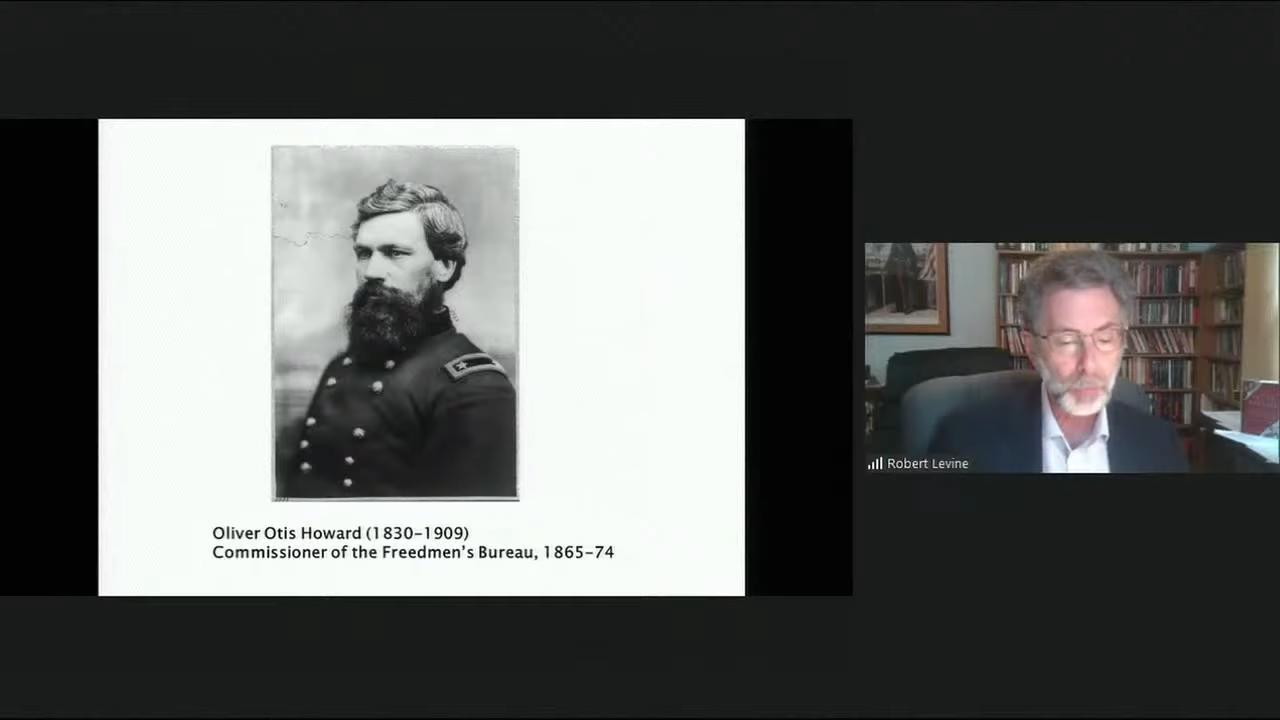 Oliver Otis Howard (1830–1909)
Commissioner of the Freedmen's Bureau, 1865–74
Robert Levine